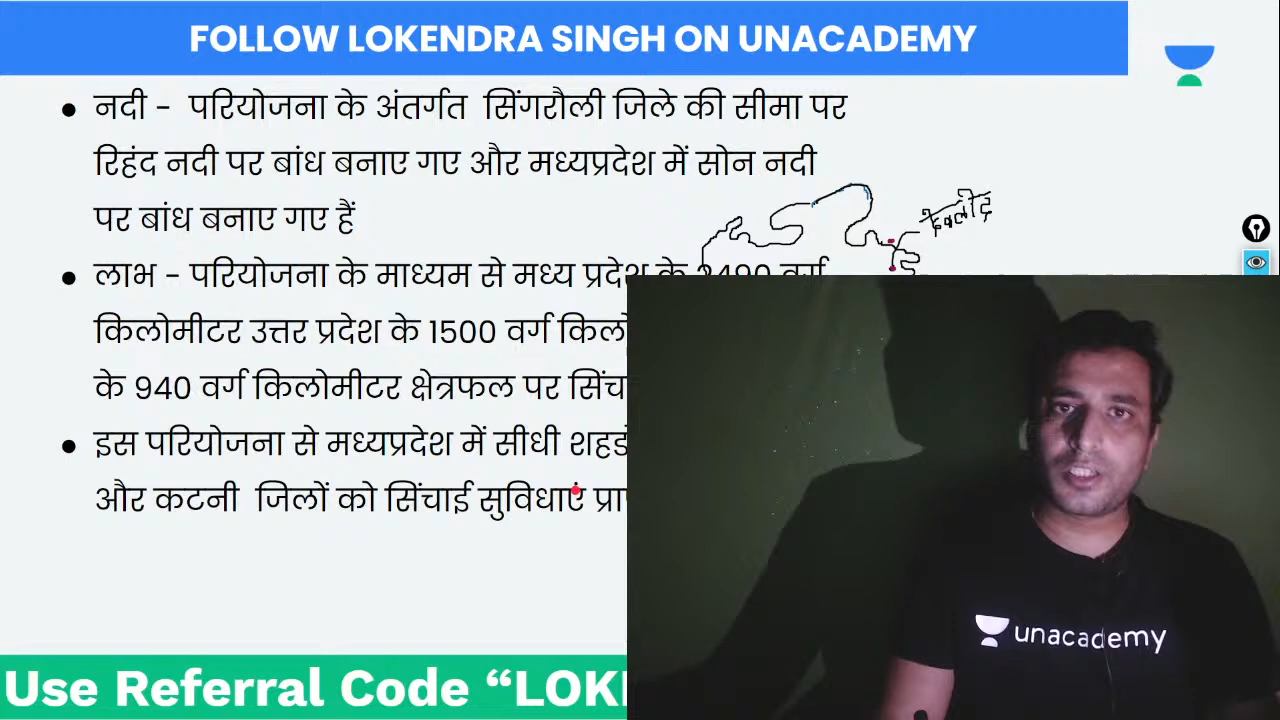 FOLLOW LOKENDRA SINGH ON UNACADEMY
• नदी - परियोजना के अंतर्गत सिंगरौली जिले की सीमा पर
रिहंद नदी पर बांध बनाए गए और मध्यप्रदेश में सोन नदी
पर बांध बनाए गए हैं
• लाभ - परियोजना के माध्यम से मध्य प्रदेश के 2490 वर्ग
किलोमीटर उत्तर प्रदेश के 1500 वर्ग
के 940 वर्ग किलोमीटर क्षेत्रफल पर
• इस परियोजना से मध्यप्रदेश में सीधी
और कटनी जिलों को सिंचाई सुविधाएं
Use Referral Code
unacademy